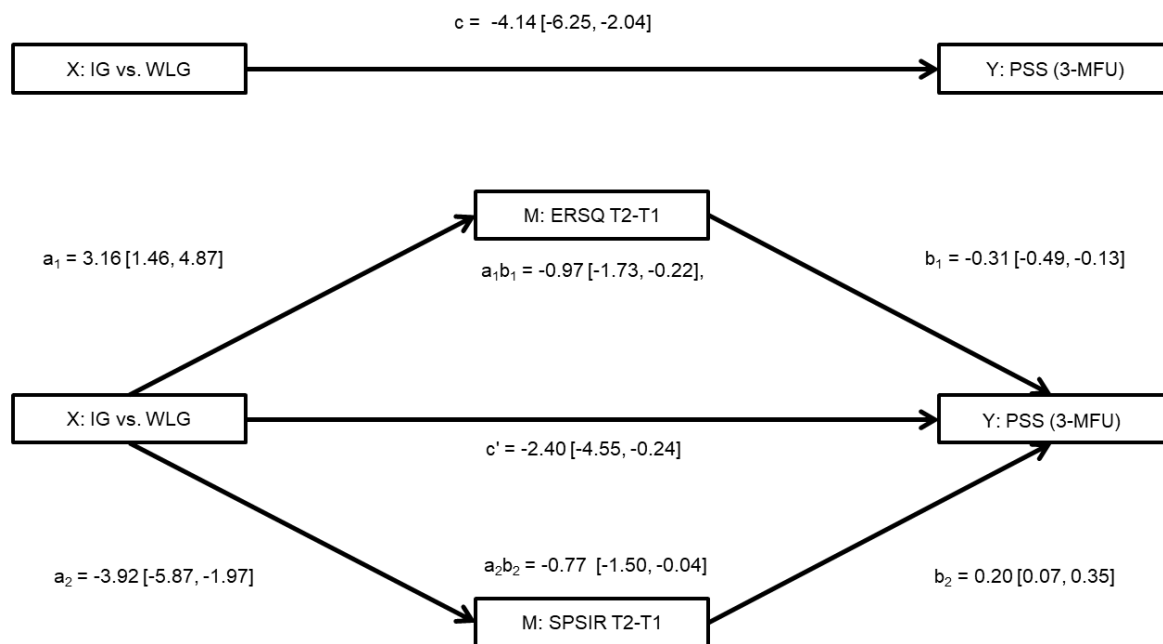 c = -4.14 [-6.25, -2.04]
X: IG vs. WLG
Y: PSS (3-MFU)
M: ERSQ T2-T1
a₁ = 3.16 [1.46, 4.87]
a₁b₁ = -0.97 [-1.73, -0.22],
b₁ = -0.31 [-0.49, -0.13]
X: IG vs. WLG
Y: PSS (3-MFU)
c' = -2.40 [-4.55, -0.24]
a₂ = -3.92 [-5.87, -1.97]
a₂b₂ = -0.77 [-1.50, -0.04]
b₂ = 0.20 [0.07, 0.35]
M: SPSIR T2-T1